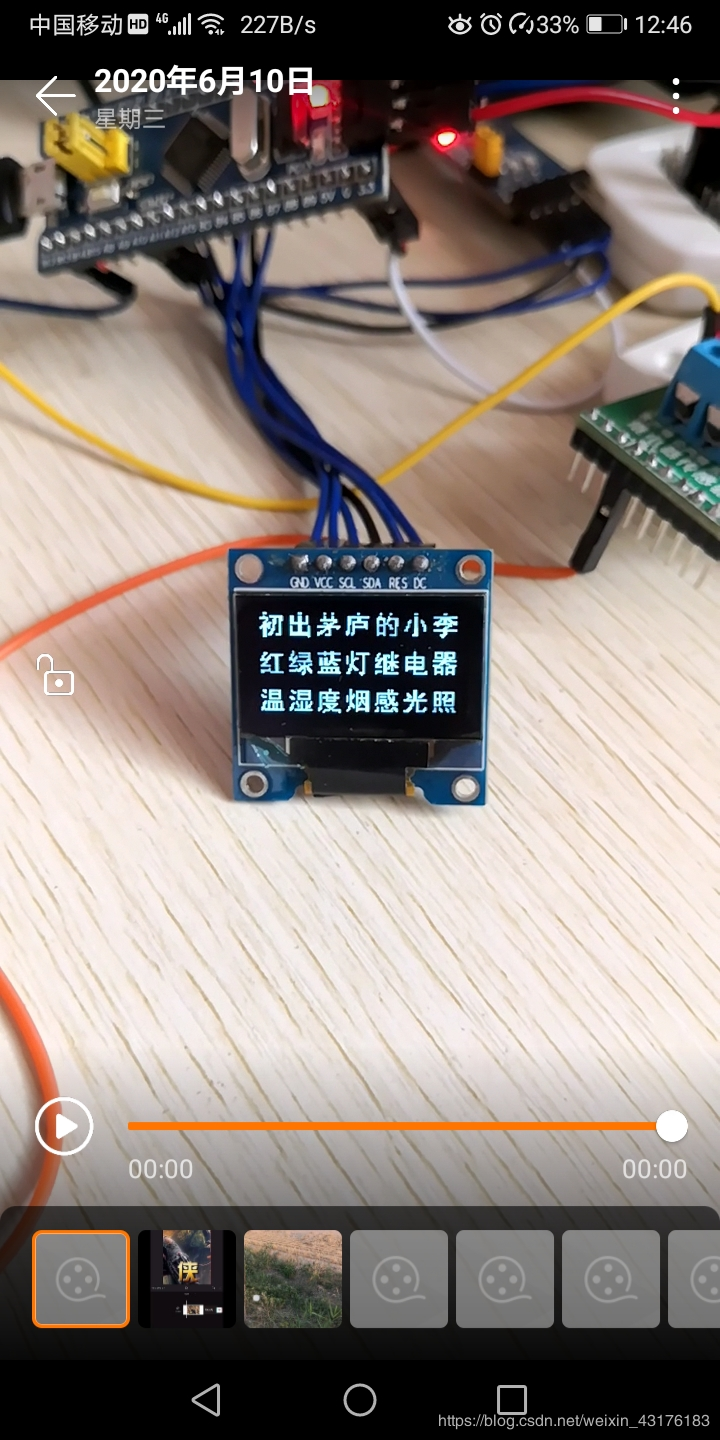 中国移动 HD 4G 227B/s 33% 12:46
2020年6月10日
星期三
GND VCC SCL SDA RES DC
初出茅庐的小李
红绿蓝灯继电器
温湿度烟感光照
00:00 00:00
侠
https://blog.csdn.net/weixin_43176183